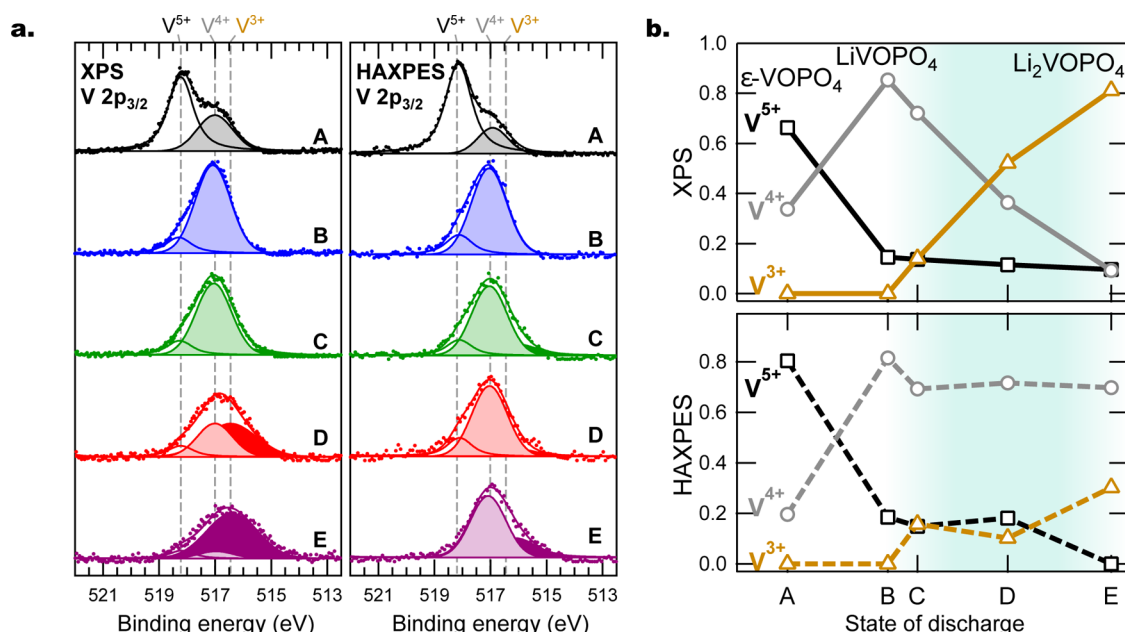 a.
V⁵⁺ V⁴⁺ V³⁺ V⁵⁺ V⁴⁺ V³⁺
XPS
V 2p₃/₂
A
B
C
D
E
521 519 517 515 513
Binding energy (eV)
HAXPES
V 2p₃/₂
A
B
C
D
E
521 519 517 515 513
Binding energy (eV)
b.
XPS
1.0
0.8
0.6
0.4
0.2
0.0
ε-VOPO₄ LiVOPO₄ Li₂VOPO₄
V⁵⁺
V⁴⁺
V³⁺
HAXPES
0.8
0.6
0.4
0.2
0.0
V⁵⁺
V⁴⁺
V³⁺
A B C D E
State of discharge